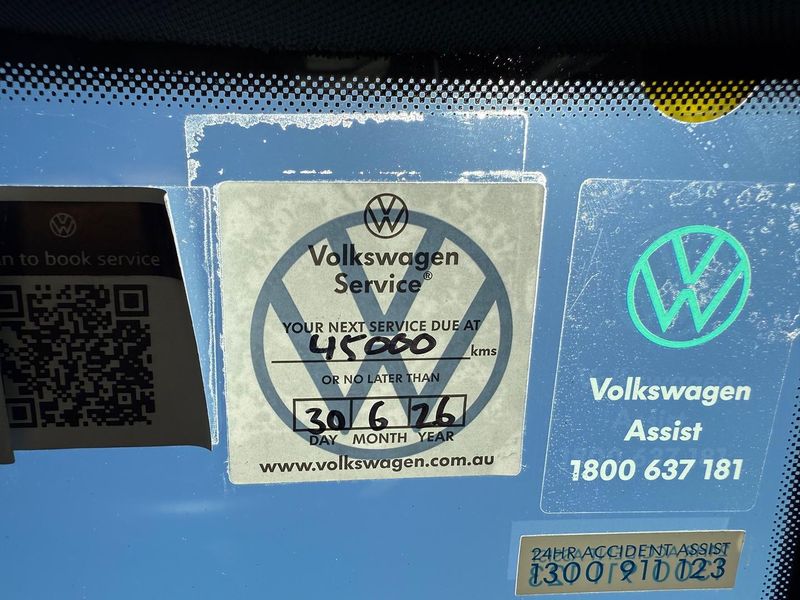 to book service
Volkswagen
Service®
YOUR NEXT SERVICE DUE AT
45000 kms
OR NO LATER THAN
30 6 26
DAY MONTH YEAR
www.volkswagen.com.au
Volkswagen
Assist
1800 637 181
24HR ACCIDENT ASSIST
1300 911 123